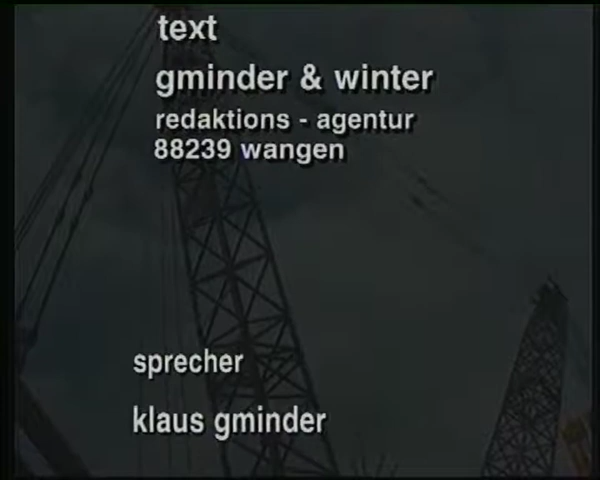 text
gminder & winter
redaktions - agentur
88239 wangen
sprecher
klaus gminder